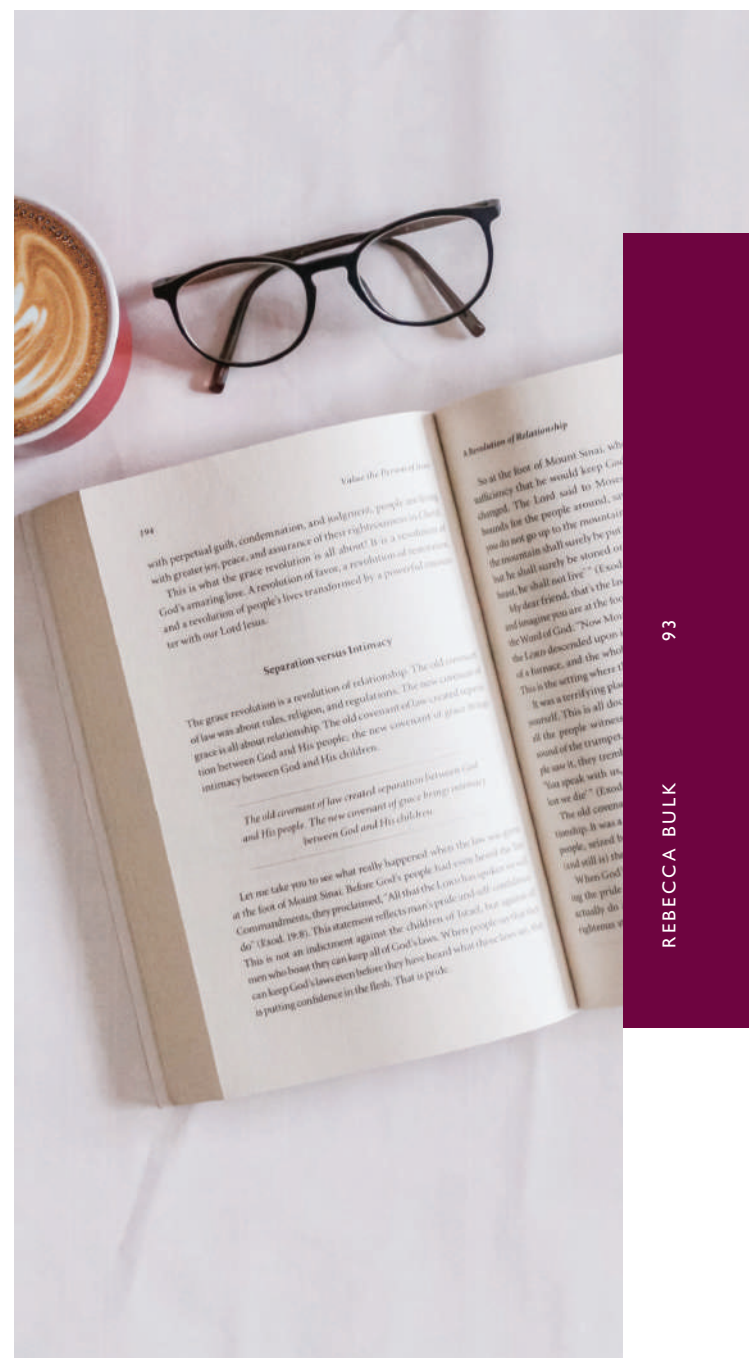 Value the Person of Jesus
194
with perpetual guilt, condemnation, and judgment, people are living
with greater joy, peace, and assurance of their righteousness in Christ.
This is what the grace revolution is all about! It is a revolution of
God's amazing love. A revolution of favor, a revolution of restoration,
and a revolution of people's lives transformed by a powerful encoun-
ter with our Lord Jesus.
Separation versus Intimacy
The grace revolution is a revolution of relationship. The old covenant
of law was about rules, religion, and regulations. The new covenant of
grace is all about relationship. The old covenant of law created separa-
tion between God and His people; the new covenant of grace brings
intimacy between God and His children.
The old covenant of law created separation between God
and His people. The new covenant of grace brings intimacy
between God and His children.
Let me take you to see what really happened when the law was given
at the foot of Mount Sinai. Before God's people had even heard the Ten
Commandments, they proclaimed, "All that the LORD has spoken we will
do" (Exod. 19:8). This statement reflects man's pride and self-confidence.
This is not an indictment against the children of Israel, but against all
men who boast they can keep all of God's laws. When people say that they
can keep God's laws even before they have heard what those laws are, the
is putting confidence in the flesh. That is pride.
A Revolution of Relationship
So at the foot of Mount Sinai, wh
sufficiency that he would keep Go
changed. The Lord said to Mose
bounds for the people around, sa
you do not go up to the mountain
the mountain shall surely be put
but he shall surely be stoned or
beast, he shall not live'" (Exod
My dear friend, that's the law
and imagine you are at the foo
the Word of God: "Now Mou
the LORD descended upon i
of a furnace, and the whol
This is the setting where t
It was a terrifying pla
yourself. This is all doc
all the people witness
sound of the trumpet,
ple saw it, they tremb
"You speak with us,
lest we die'" (Exod
The old covena
tionship. It was a
people, seized b
(and still is) the
When God
ing the pride
actually do
righteous
REBECCA BULK 93